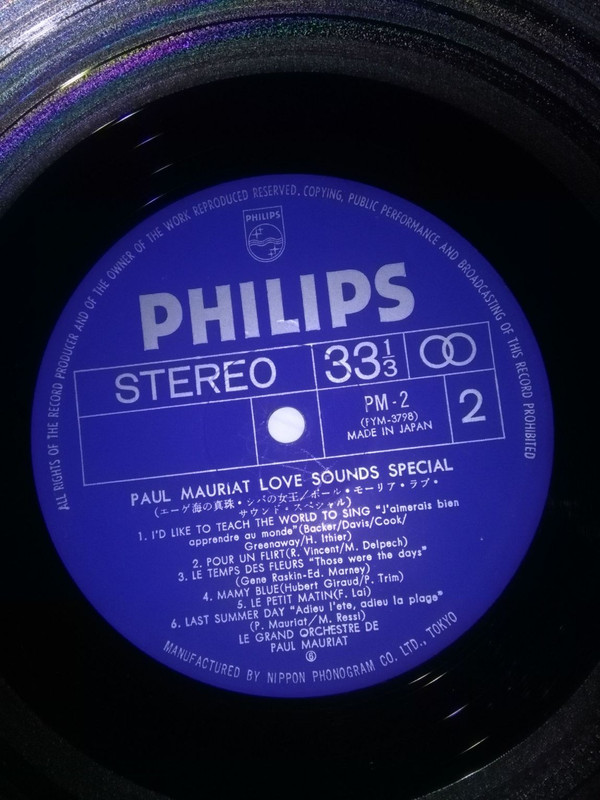 ALL RIGHTS OF THE RECORD PRODUCER AND OF THE OWNER OF THE WORK REPRODUCED RESERVED. COPYING, PUBLIC PERFORMANCE AND BROADCASTING OF THIS RECORD PROHIBITED
PHILIPS
PHILIPS
STEREO
33 1/3
PM-2
(FYM-3798)
MADE IN JAPAN
2
PAUL MAURIAT LOVE SOUNDS SPECIAL
(エーゲ海の真珠・シバの女王/ポール・モーリア・ラブ・
サウンド・スペシャル)
1. I'D LIKE TO TEACH THE WORLD TO SING "J'aimerais bien
apprendre au monde"(Backer/Davis/Cook/
Greenaway/H. Ithier)
2. POUR UN FLIRT(R. Vincent/M. Delpech)
3. LE TEMPS DES FLEURS "Those were the days"
(Gene Raskin-Ed. Marney)
4. MAMY BLUE(Hubert Giraud/P. Trim)
5. LE PETIT MATIN(F. Lai)
6. LAST SUMMER DAY "Adieu l'ete, adieu la plage"
(P. Mauriat/M. Ressi)
LE GRAND ORCHESTRE DE
PAUL MAURIAT
MANUFACTURED BY NIPPON PHONOGRAM CO. LTD., TOKYO